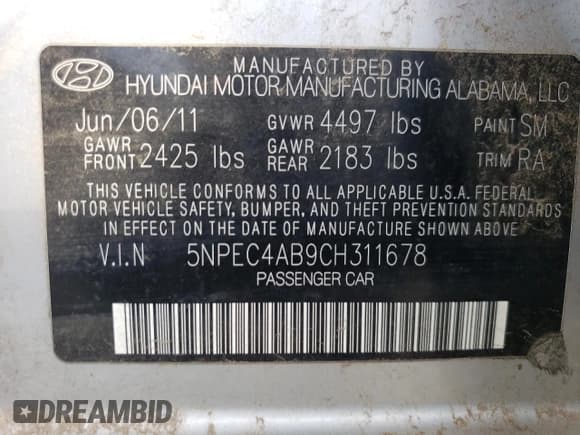 MANUFACTURED BY
HYUNDAI MOTOR MANUFACTURING ALABAMA, LLC
Jun/06/11 GVWR 4497 lbs PAINT SM
GAWR FRONT 2425 lbs GAWR REAR 2183 lbs TRIM RA
THIS VEHICLE CONFORMS TO ALL APPLICABLE U.S.A. FEDERAL
MOTOR VEHICLE SAFETY, BUMPER, AND THEFT PREVENTION
STANDARDS IN EFFECT ON THE DATE OF MANUFACTURE SHOWN ABOVE
V.I.N 5NPEC4AB9CH311678
PASSENGER CAR
DREAMBID